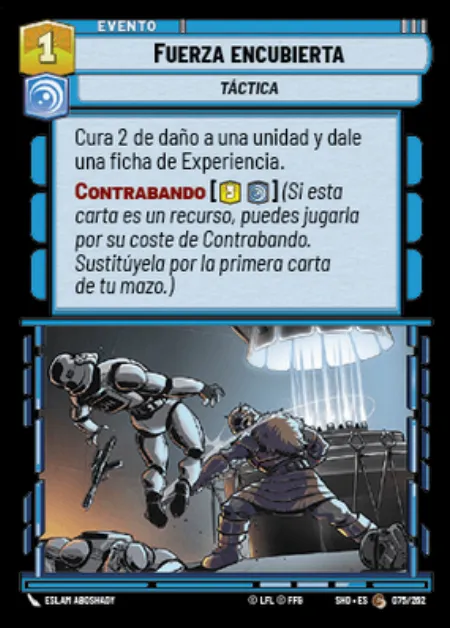 EVENTO
1
FUERZA ENCUBIERTA
TÁCTICA
Cura 2 de daño a una unidad y dale
una ficha de Experiencia.
CONTRABANDO [3](Si esta
carta es un recurso, puedes jugarla
por su coste de Contrabando.
Sustitúyela por la primera carta
de tu mazo.)
ESLAM ABOSHADY
© LFL © FFG
SHD • ES
075/262